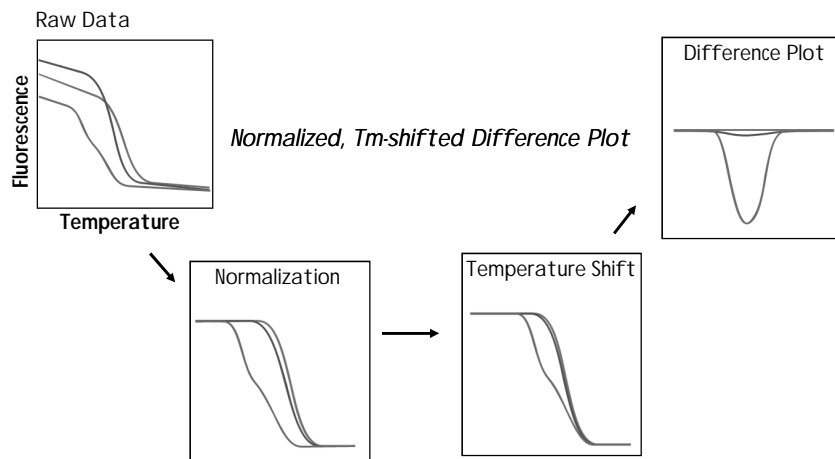 Raw Data
Fluorescence
Temperature
Normalized, Tm-shifted Difference Plot
Normalization
Temperature Shift
Difference Plot